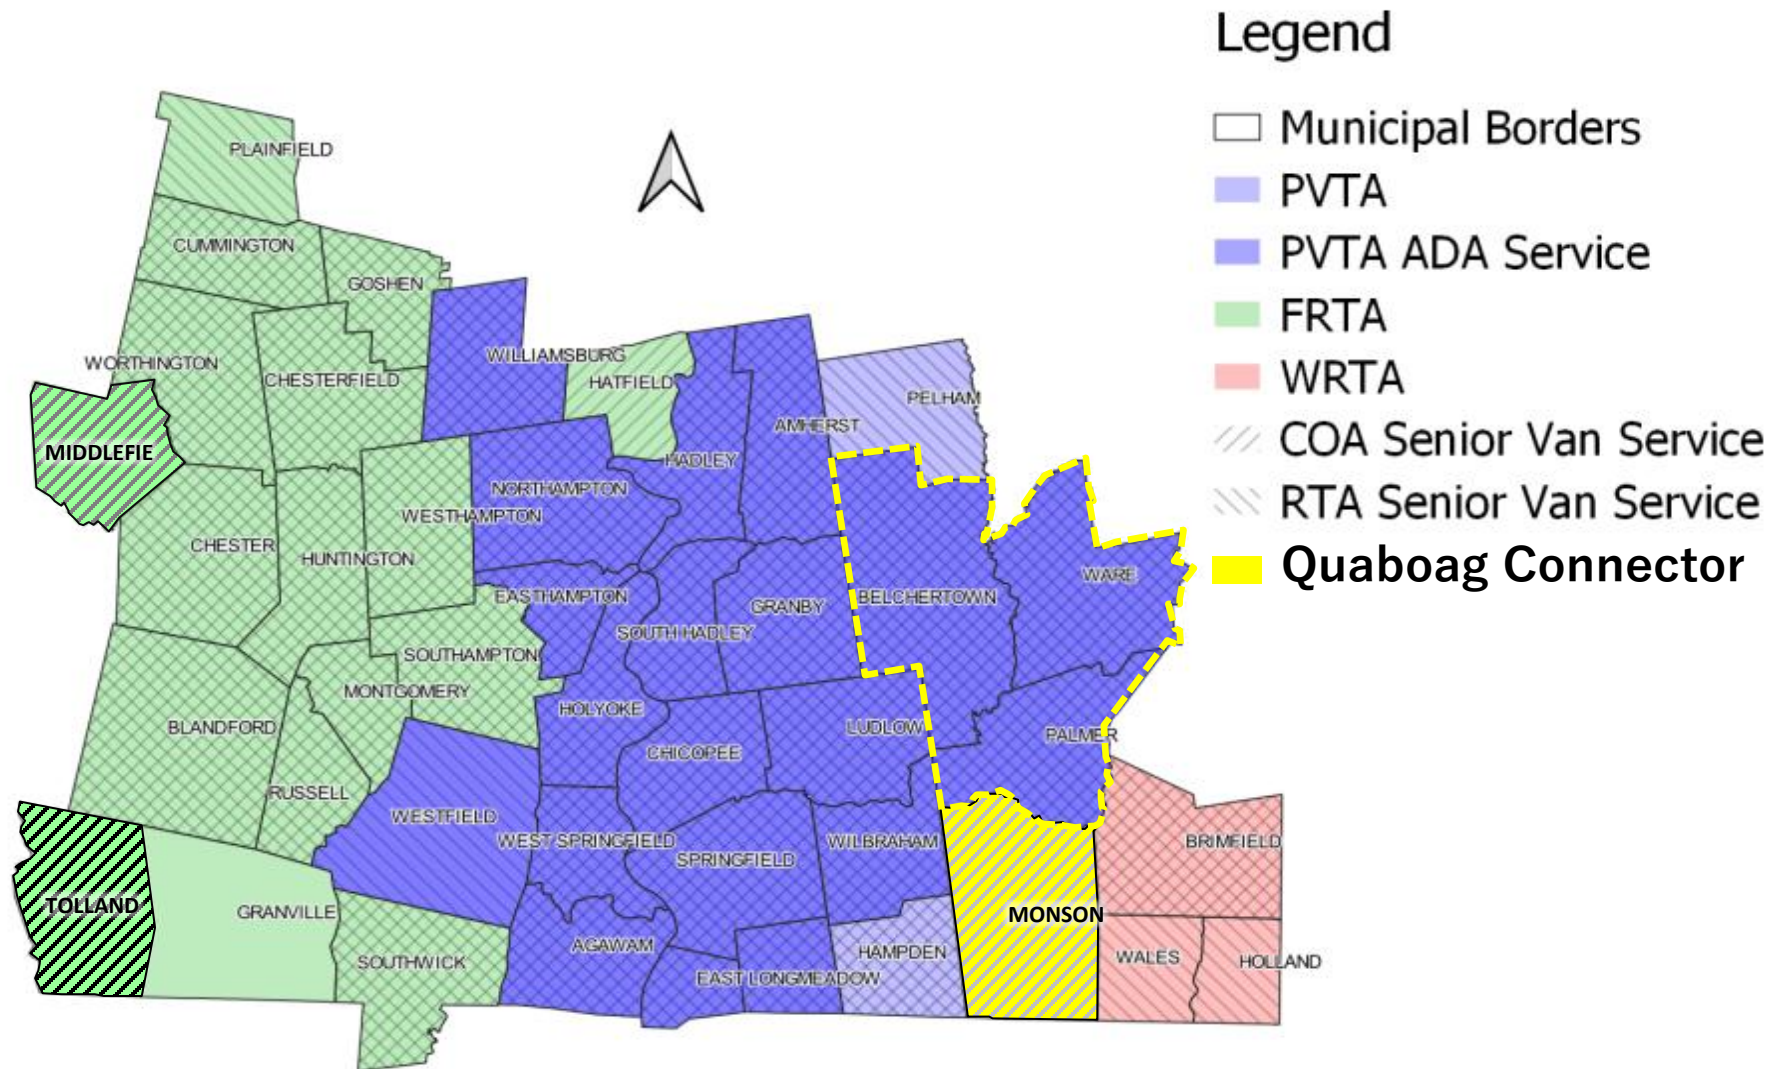 Legend
Municipal Borders
PVTA
PVTA ADA Service
FRTA
WRTA
COA Senior Van Service
RTA Senior Van Service
Quaboag Connector
PLAINFIELD
CUMMINGTON
GOSHEN
WORTHINGTON
CHESTERFIELD
WILLIAMSBURG
HATFIELD
PELHAM
AMHERST
MIDDLEFIE
HADLEY
NORTHAMPTON
WESTHAMPTON
CHESTER
HUNTINGTON
WARE
EASTHAMPTON
GRANBY
BELCHERTOWN
SOUTH HADLEY
SOUTHAMPTON
MONTGOMERY
HOLYOKE
BLANDFORD
LUDLOW
PALMER
CHICOPEE
RUSSELL
WESTFIELD
WEST SPRINGFIELD
SPRINGFIELD
WILBRAHAM
BRIMFIELD
TOLLAND
GRANVILLE
MONSON
AGAWAM
HAMPDEN
WALES
HOLLAND
SOUTHWICK
EAST LONGMEADOW